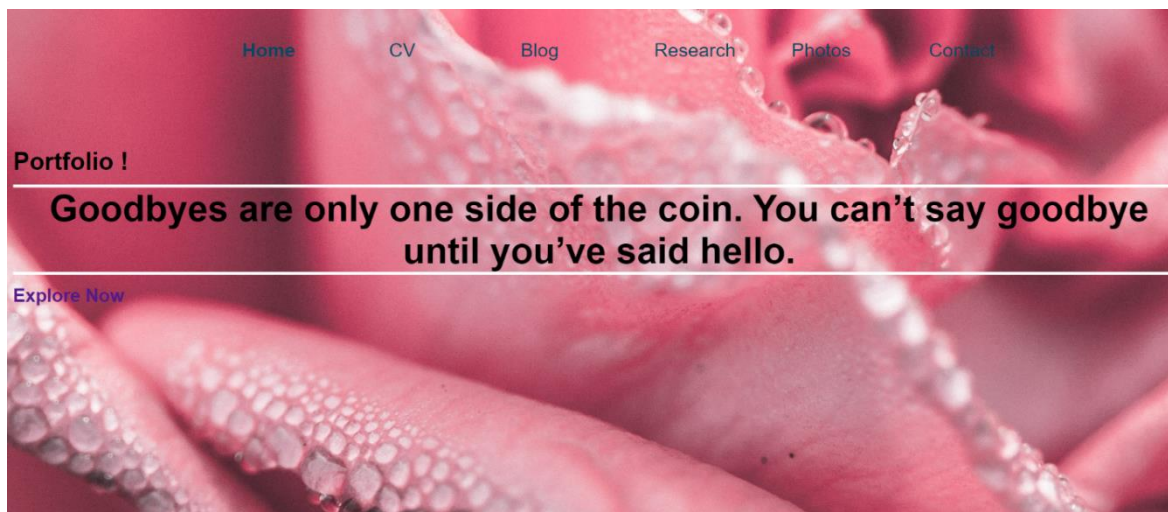 Home CV Blog Research Photos Contact
Portfolio !
Goodbyes are only one side of the coin. You can’t say goodbye
until you’ve said hello.
Explore Now